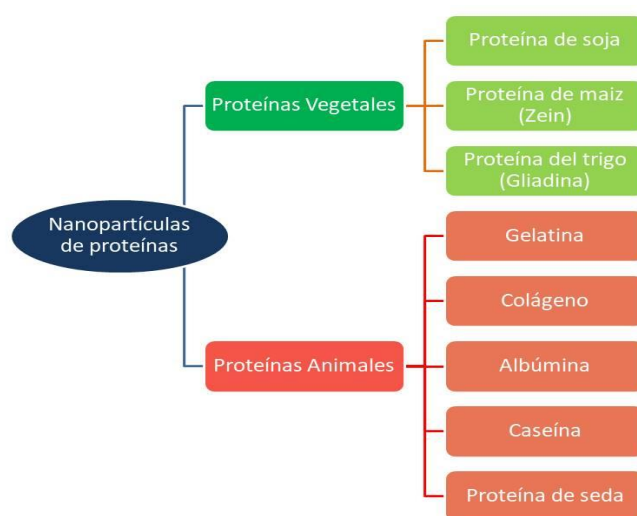 Nanopartículas
de proteínas
Proteínas Vegetales
Proteína de soja
Proteína de maiz
(Zein)
Proteína del trigo
(Gliadina)
Proteínas Animales
Gelatina
Colágeno
Albúmina
Caseína
Proteína de seda